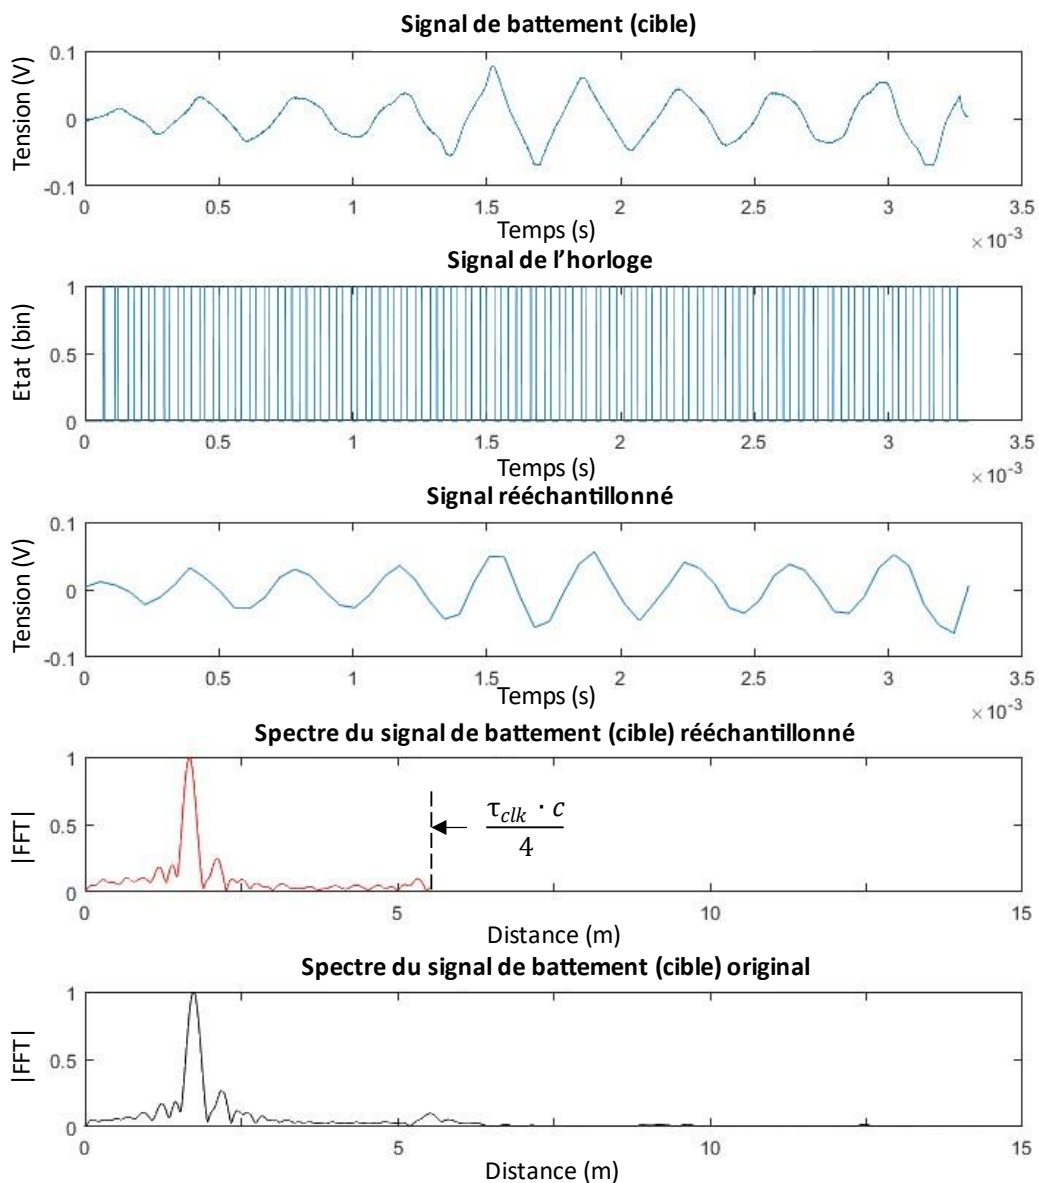 Signal de battement (cible)
Tension (V)
0.1
0
-0.1
0 0.5 1 1.5 2 2.5 3 3.5
Temps (s)
× 10⁻³
Signal de l’horloge
Etat (bin)
1
0.5
0
0 0.5 1 1.5 2 2.5 3 3.5
Temps (s)
× 10⁻³
Signal rééchantillonné
Tension (V)
0.1
0
-0.1
0 0.5 1 1.5 2 2.5 3 3.5
Temps (s)
× 10⁻³
Spectre du signal de battement (cible) rééchantillonné
|FFT|
1
0.5
0
τclk · c
4
0 5 10 15
Distance (m)
Spectre du signal de battement (cible) original
|FFT|
1
0.5
0
0 5 10 15
Distance (m)